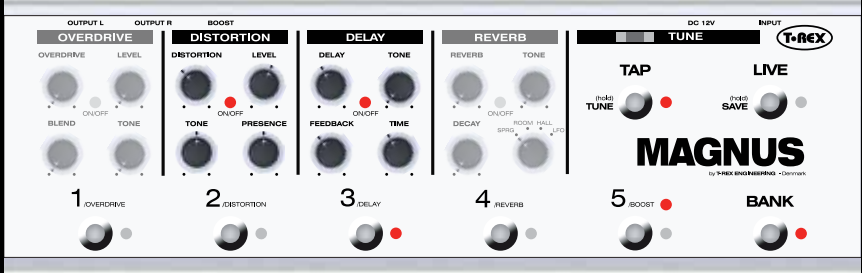 OUTPUT L OUTPUT R BOOST DC 12V INPUT
OVERDRIVE DISTORTION DELAY REVERB TUNE T-REX
OVERDRIVE LEVEL DISTORTION LEVEL DELAY TONE REVERB TONE
TAP LIVE
(hold) TUNE (hold) SAVE
ON/OFF ON/OFF ON/OFF ON/OFF
BLEND TONE TONE PRESENCE FEEDBACK TIME DECAY SPRG ROOM HALL LFO
MAGNUS
by T-REX ENGINEERING - Denmark
1 /OVERDRIVE 2 /DISTORTION 3 /DELAY 4 /REVERB 5 /BOOST BANK